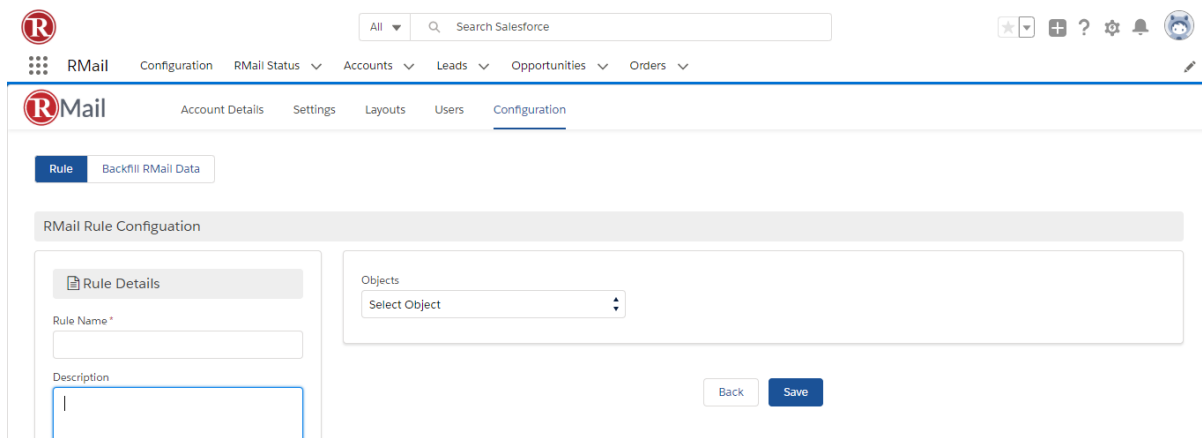 R
All Search Salesforce
RMail Configuration RMail Status Accounts Leads Opportunities Orders
RMail Account Details Settings Layouts Users Configuration
Rule Backfill RMail Data
RMail Rule Configuation
Rule Details
Objects
Select Object
Rule Name *
Description
Back Save